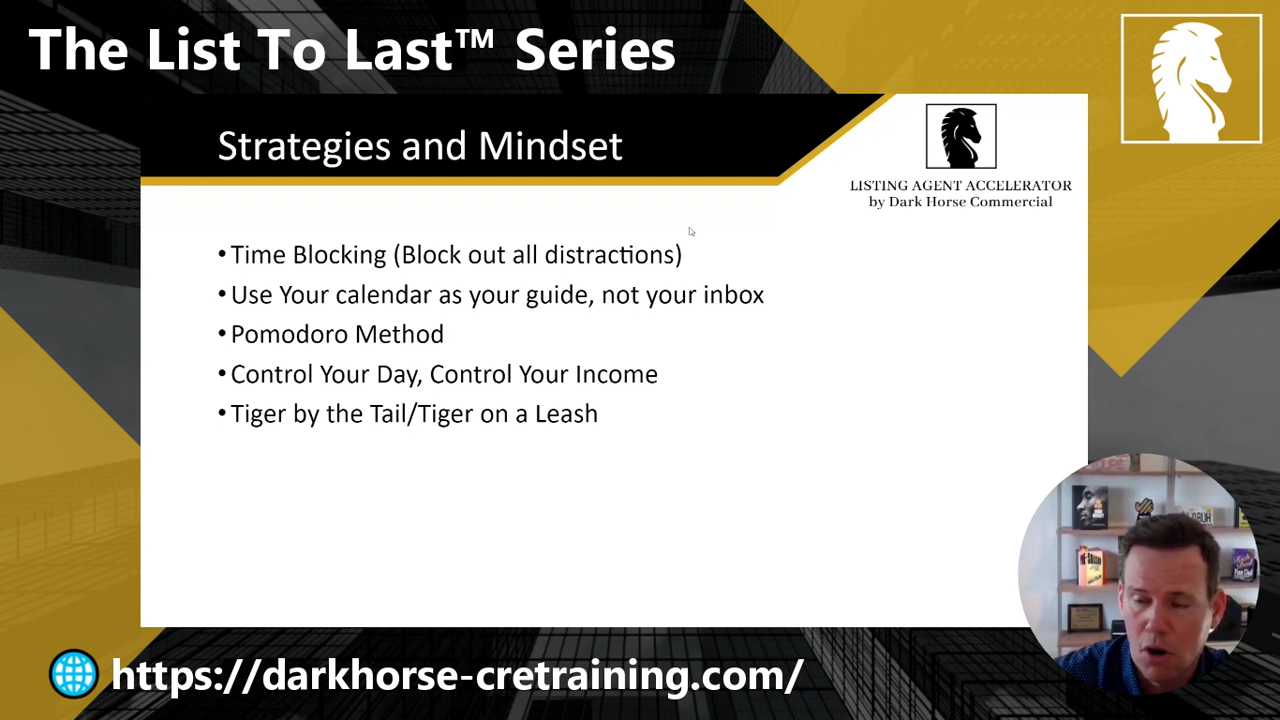 The List To Last™ Series
Strategies and Mindset
LISTING AGENT ACCELERATOR
by Dark Horse Commercial
• Time Blocking (Block out all distractions)
• Use Your calendar as your guide, not your inbox
• Pomodoro Method
• Control Your Day, Control Your Income
• Tiger by the Tail/Tiger on a Leash
https://darkhorse-cretraining.com/